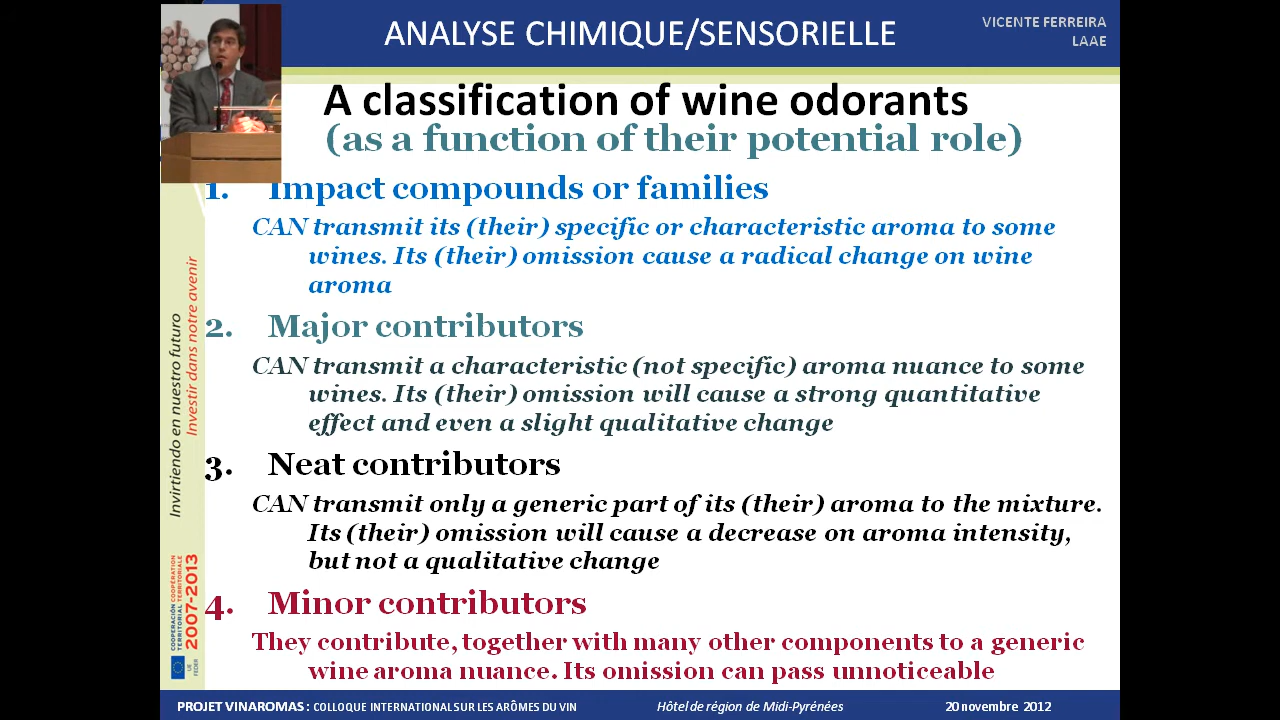 ANALYSE CHIMIQUE/SENSORIELLE
VICENTE FERREIRA
LAAE
A classification of wine odorants
(as a function of their potential role)
1. Impact compounds or families
CAN transmit its (their) specific or characteristic aroma to some
wines. Its (their) omission cause a radical change on wine
aroma
2. Major contributors
CAN transmit a characteristic (not specific) aroma nuance to some
wines. Its (their) omission will cause a strong quantitative
effect and even a slight qualitative change
3. Neat contributors
CAN transmit only a generic part of its (their) aroma to the mixture.
Its (their) omission will cause a decrease on aroma intensity,
but not a qualitative change
4. Minor contributors
They contribute, together with many other components to a generic
wine aroma nuance. Its omission can pass unnoticeable
Invirtiendo en nuestro futuro
Investir dans notre avenir
COOPERACIÓN COOPÉRATION
TERRITORIAL TERRITORIALE
2007-2013
UE
FEDER
PROJET VINAROMAS : COLLOQUE INTERNATIONAL SUR LES ARÔMES DU VIN
Hôtel de région de Midi-Pyrénées
20 novembre 2012